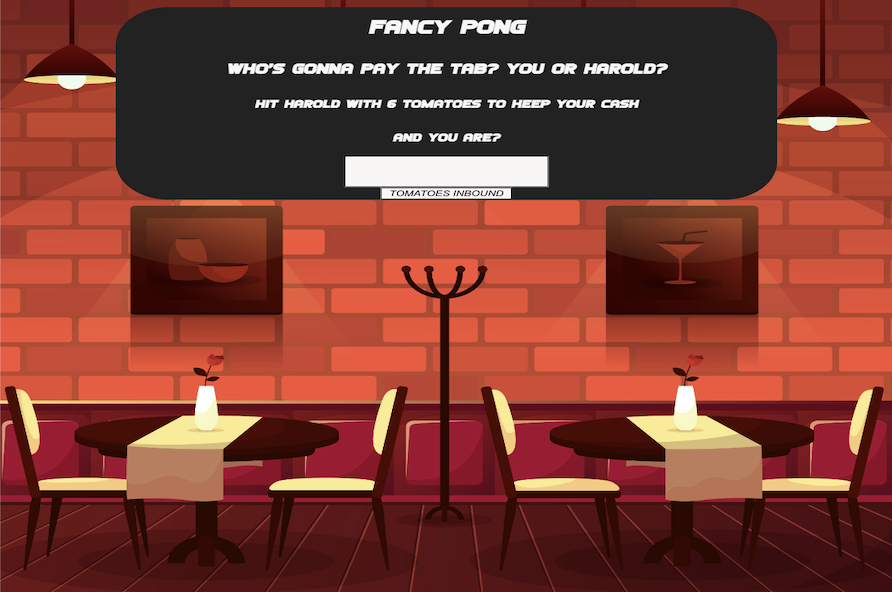 FANCY PONG
WHO'S GONNA PAY THE TAB? YOU OR HAROLD?
HIT HAROLD WITH 6 TOMATOES TO KEEP YOUR CASH
AND YOU ARE?
TOMATOES INBOUND